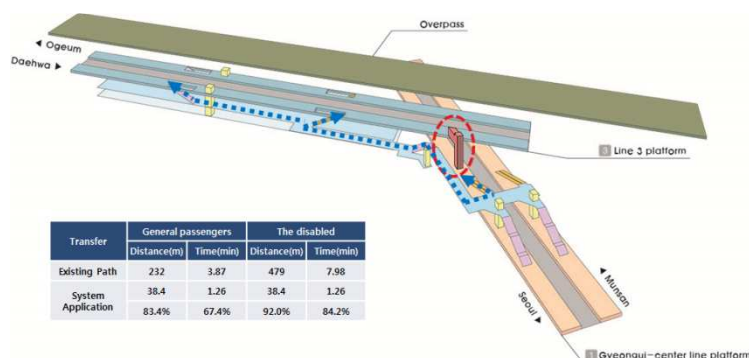 Overpass
◄ Ogeum
Daehwa ►
3 Line 3 platform
Transfer General passengers The disabled
Distance(m) Time(min) Distance(m) Time(min)
Existing Path 232 3.87 479 7.98
System Application 38.4 1.26 38.4 1.26
83.4% 67.4% 92.0% 84.2%
◄ Munsan
Seoul ►
1 Gyeongui-center line platform